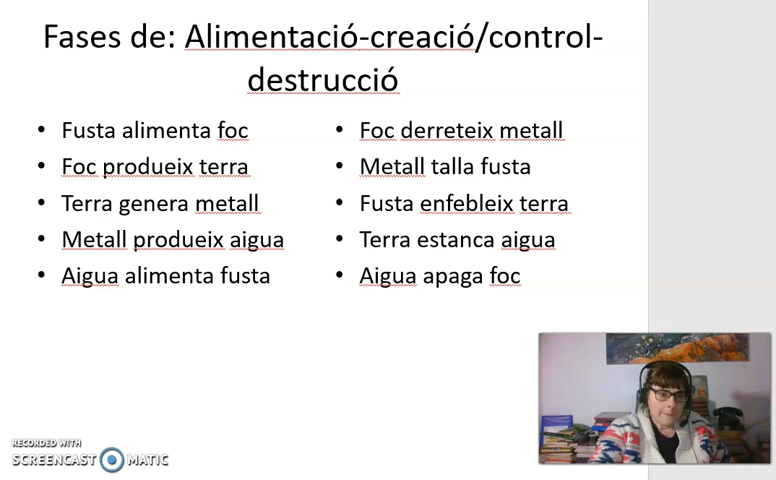 Fases de: Alimentació-creació/control-
destrucció
• Fusta alimenta foc
• Foc produeix terra
• Terra genera metall
• Metall produeix aigua
• Aigua alimenta fusta
• Foc derreteix metall
• Metall talla fusta
• Fusta enfebleix terra
• Terra estanca aigua
• Aigua apaga foc
RECORDED WITH
SCREENCAST MATIC